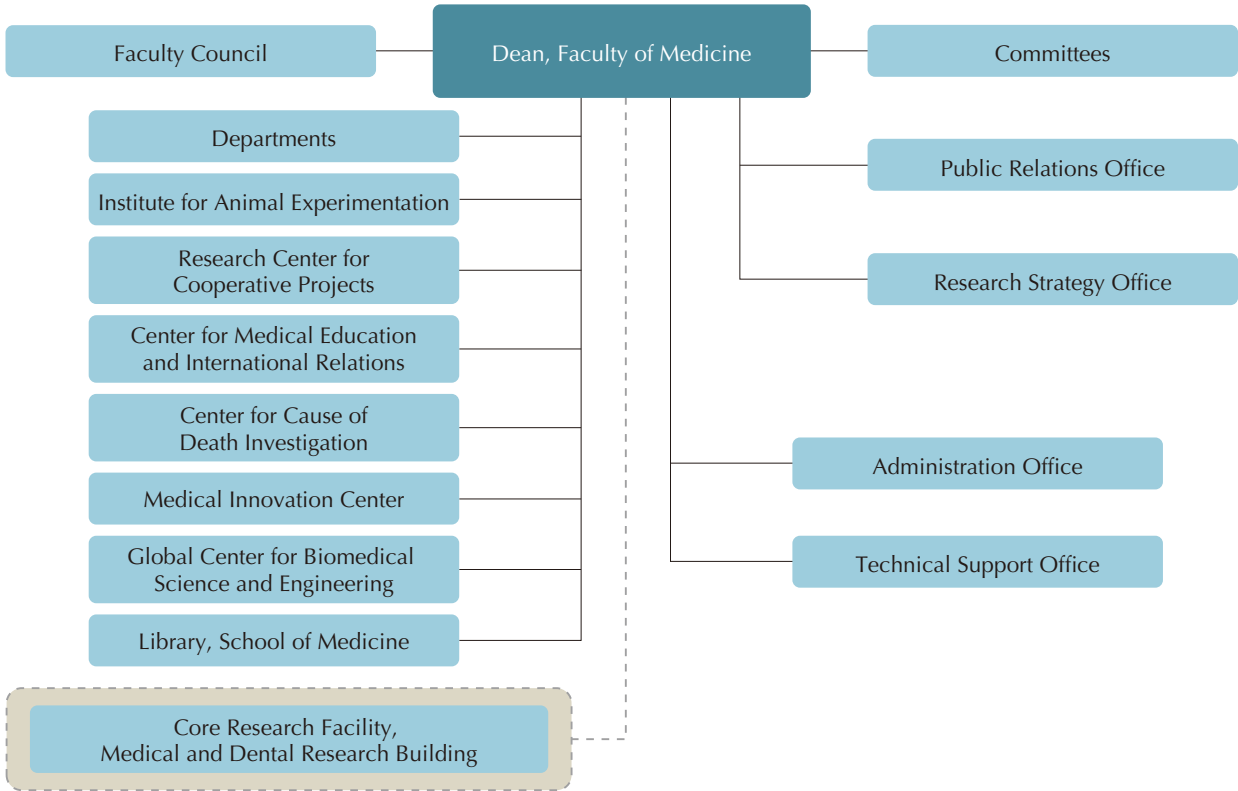 Faculty Council
Dean, Faculty of Medicine
Committees
Departments
Institute for Animal Experimentation
Research Center for
Cooperative Projects
Center for Medical Education
and International Relations
Center for Cause of
Death Investigation
Medical Innovation Center
Global Center for Biomedical
Science and Engineering
Library, School of Medicine
Core Research Facility,
Medical and Dental Research Building
Public Relations Office
Research Strategy Office
Administration Office
Technical Support Office